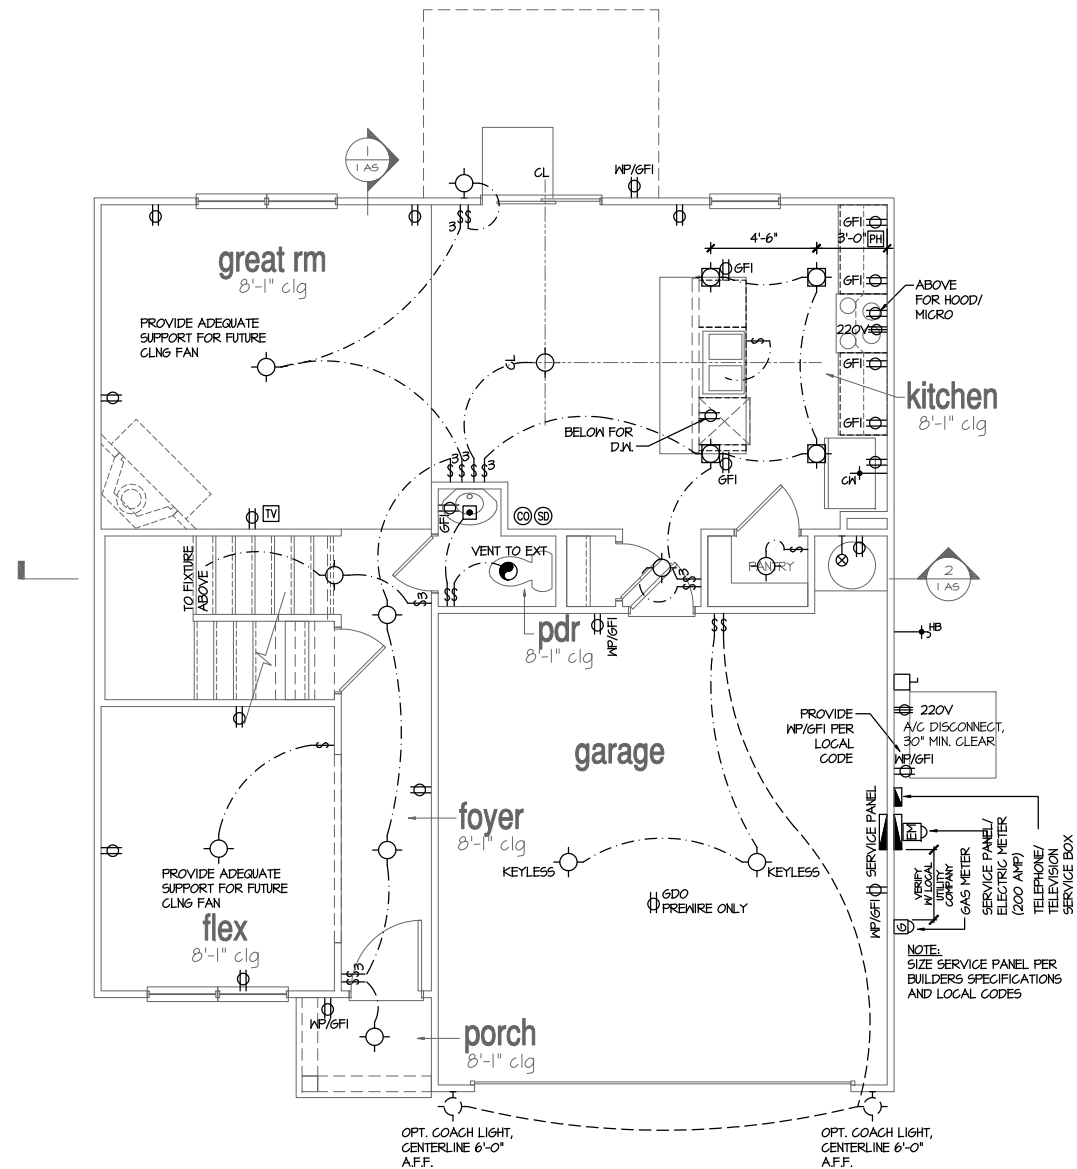 1
1 AS
CL
WP/GFI
3
great rm
8'-1" clg
4'-6"
3'-0"
PH
GFI
GFI
GFI
ABOVE
FOR HOOD/
MICRO
220V
PROVIDE ADEQUATE
SUPPORT FOR FUTURE
CLNG FAN
CL
S
GFI
kitchen
8'-1" clg
GFI
BELOW FOR
D.W.
3
3
3
GFI
CW
TV
GFI
CO
SD
TO FIXTURE
ABOVE
VENT TO EXT
PANTRY
S
2
1 AS
3
3
HB
WP/GFI
pdr
8'-1" clg
220V
A/C DISCONNECT,
30" MIN. CLEAR
PROVIDE
WP/GFI PER
LOCAL
CODE
WP/GFI
garage
S
foyer
8'-1" clg
SERVICE PANEL
EM
KEYLESS
KEYLESS
PROVIDE ADEQUATE
SUPPORT FOR FUTURE
CLNG FAN
GDO
PREWIRE ONLY
WP/GFI
VERIFY
W/ LOCAL
UTILITY
COMPANY
GAS METER
SERVICE PANEL/
ELECTRIC METER
(200 AMP)
TELEPHONE/
TELEVISION
SERVICE BOX
G
flex
8'-1" clg
NOTE:
SIZE SERVICE PANEL PER
BUILDERS SPECIFICATIONS
AND LOCAL CODES
3
WP/GFI
porch
8'-1" clg
OPT. COACH LIGHT,
CENTERLINE 6'-0"
A.F.F.
OPT. COACH LIGHT,
CENTERLINE 6'-0"
A.F.F.